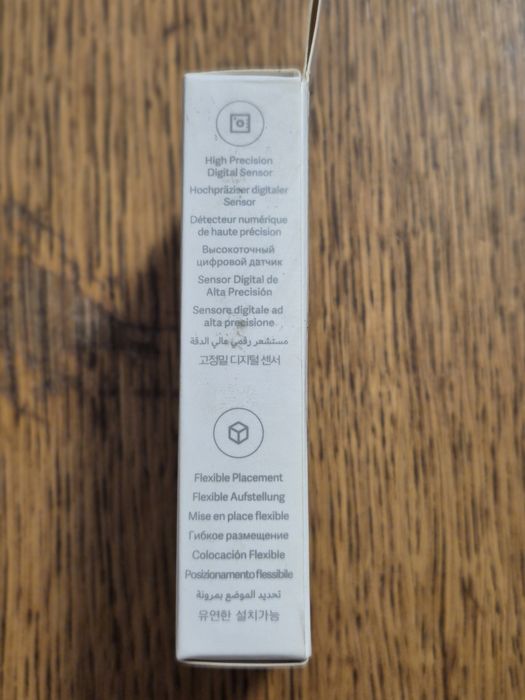 High Precision
Digital Sensor
Hochpräziser digitaler
Sensor
Détecteur numérique
de haute précision
Высокоточный
цифровой датчик
Sensor Digital de
Alta Precisión
Sensore digitale ad
alta precisione
مستشعر رقمي عالي الدقة
고정밀 디지털 센서
Flexible Placement
Flexible Aufstellung
Mise en place flexible
Гибкое размещение
Colocación Flexible
Posizionamento flessibile
تحديد الموضع بمرونة
유연한 설치가능